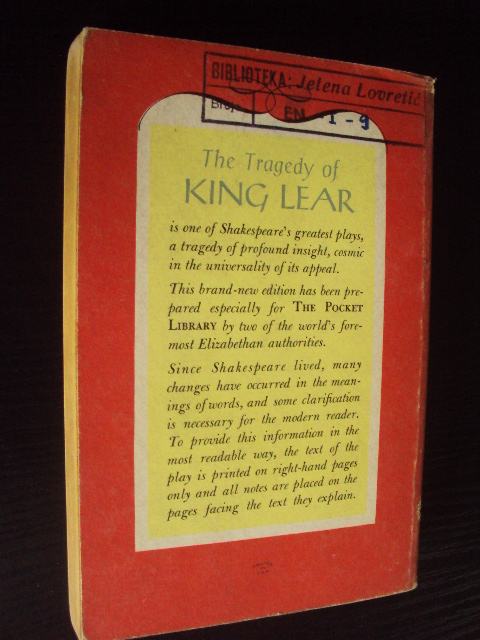 BIBLIOTEKA: Jelena Lovretić
Broj:
EN -1-9
The Tragedy of
KING LEAR
is one of Shakespeare's greatest plays,
a tragedy of profound insight, cosmic
in the universality of its appeal.
This brand-new edition has been pre-
pared especially for THE POCKET
LIBRARY by two of the world's fore-
most Elizabethan authorities.
Since Shakespeare lived, many
changes have occurred in the mean-
ings of words, and some clarification
is necessary for the modern reader.
To provide this information in the
most readable way, the text of the
play is printed on right-hand pages
only and all notes are placed on the
pages facing the text they explain.